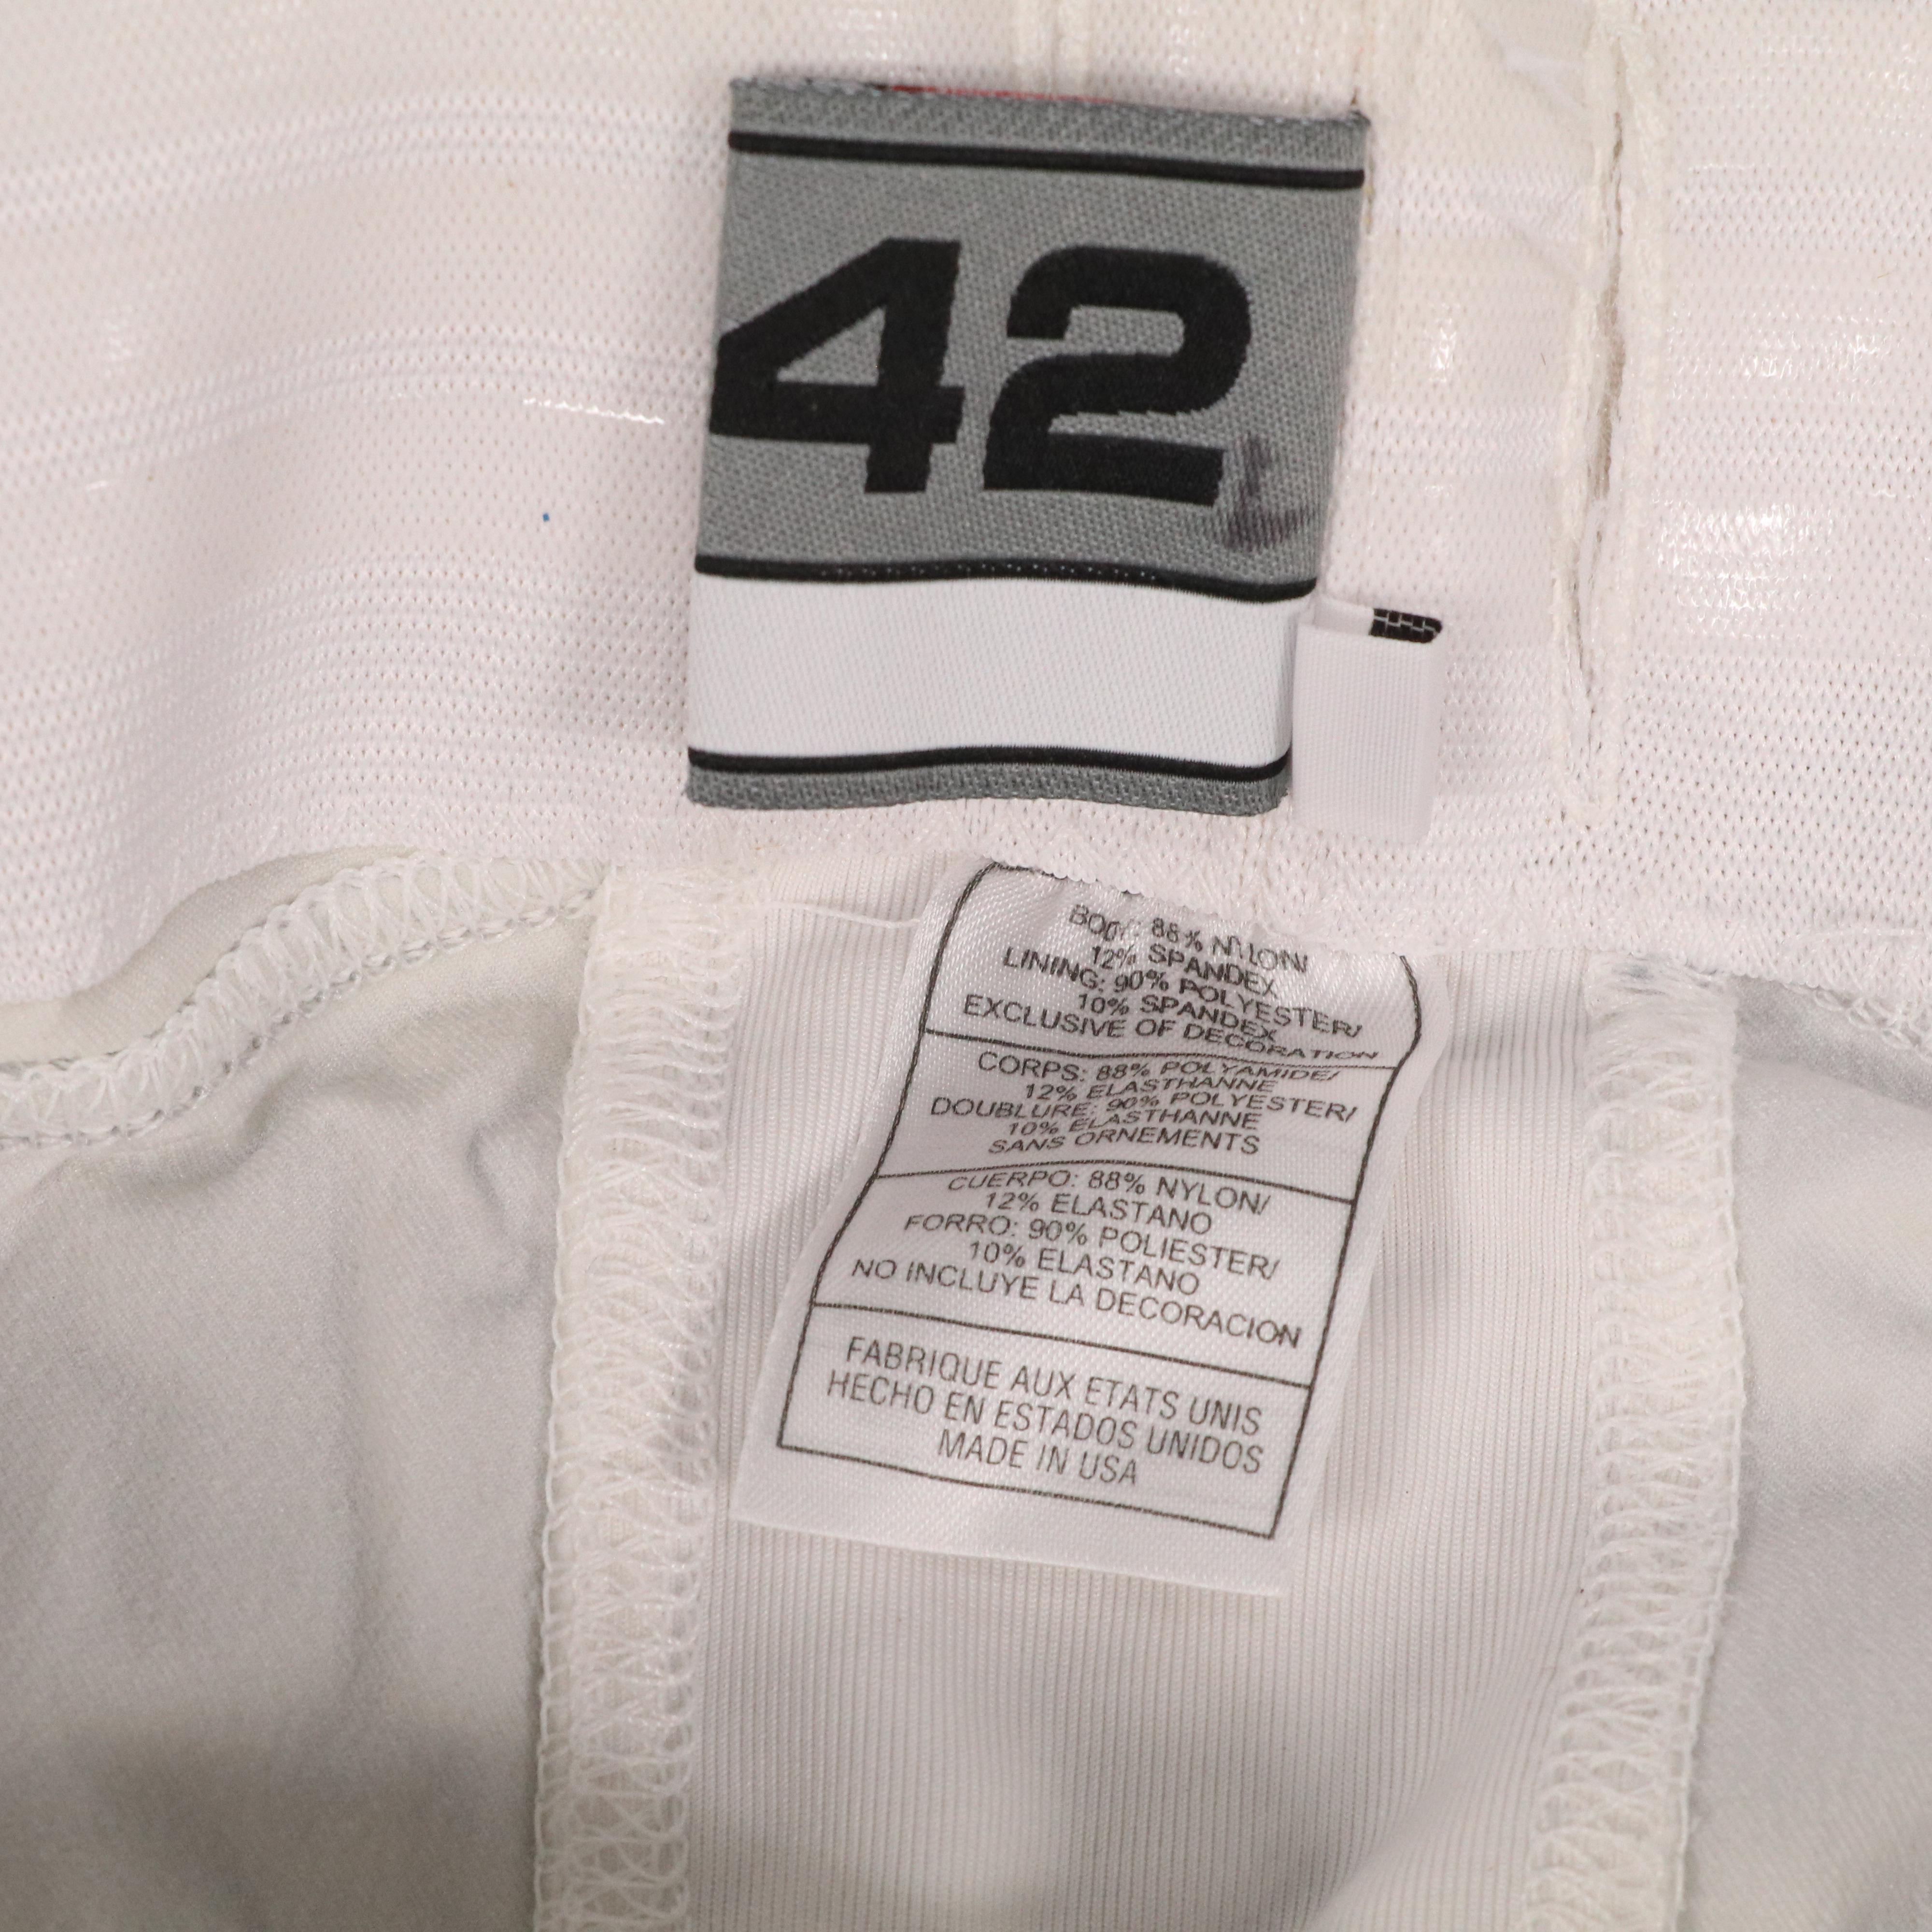 42
L
BODY: 88% NYLON/
12% SPANDEX
LINING: 90% POLYESTER/
10% SPANDEX
EXCLUSIVE OF DECORATION
CORPS: 88% POLYAMIDE/
12% ELASTHANNE
DOUBLURE: 90% POLYESTER/
10% ELASTHANNE
SANS ORNEMENTS
CUERPO: 88% NYLON/
12% ELASTANO
FORRO: 90% POLIESTER/
10% ELASTANO
NO INCLUYE LA DECORACION
FABRIQUE AUX ETATS UNIS
HECHO EN ESTADOS UNIDOS
MADE IN USA